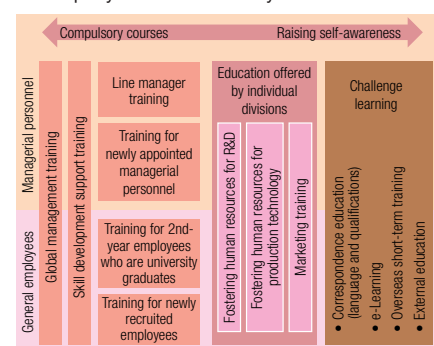 Compulsory courses
Raising self-awareness
Managerial personnel
General employees
Global management training
Skill development support training
Line manager
training
Training for
newly appointed
managerial
personnel
Training for 2nd-
year employees
who are university
graduates
Training for newly
recruited
employees
Education offered
by individual
divisions
Fostering human resources for R&D
Fostering human resources for
production technology
Marketing training
Challenge
learning
● Correspondence education
(language and qualifications)
● e-Learning
● Overseas short-term training
● External education